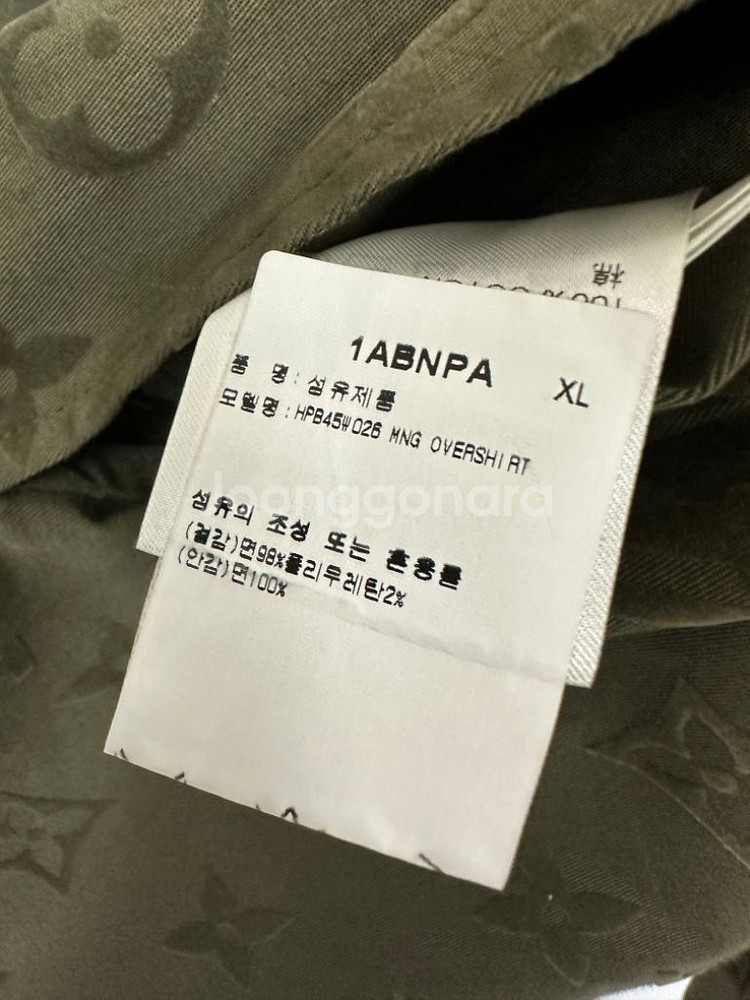 1ABNPA XL
품 명 : 섬유제품
모델명 : HPB45W026 MNG OVERSHIRT
섬유의 조성 또는 혼용률
(겉감)면98%폴리우레탄2%
(안감)면100%
joonggonara
棉